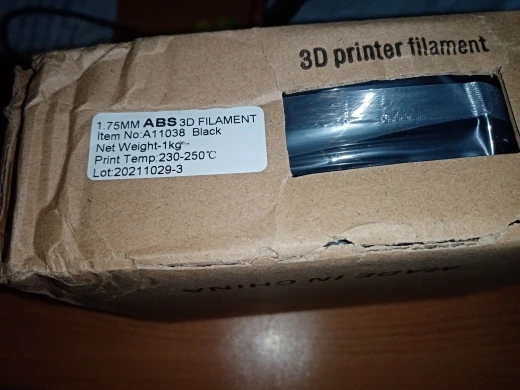 3D printer filament
1.75MM ABS 3D FILAMENT
Item No:A11038 Black
Net Weight-1kg
Print Temp:230-250℃
Lot:20211029-3
MADE IN CHINA